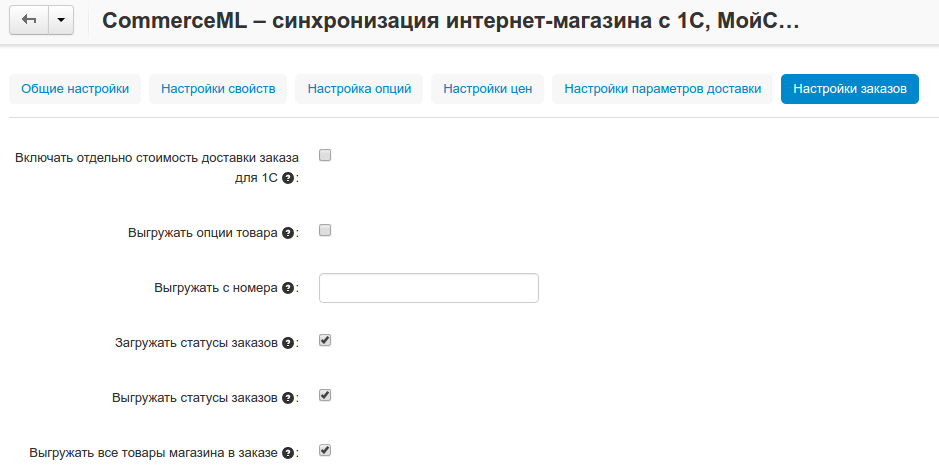 CommerceML – синхронизация интернет-магазина с 1С, МойС…
Общие настройки Настройки свойств Настройка опций Настройки цен Настройки параметров доставки Настройки заказов
Включать отдельно стоимость доставки заказа
для 1С ?:
Выгружать опции товара ?:
Выгружать с номера ?:
Загружать статусы заказов ?:
Выгружать статусы заказов ?:
Выгружать все товары магазина в заказе ?: